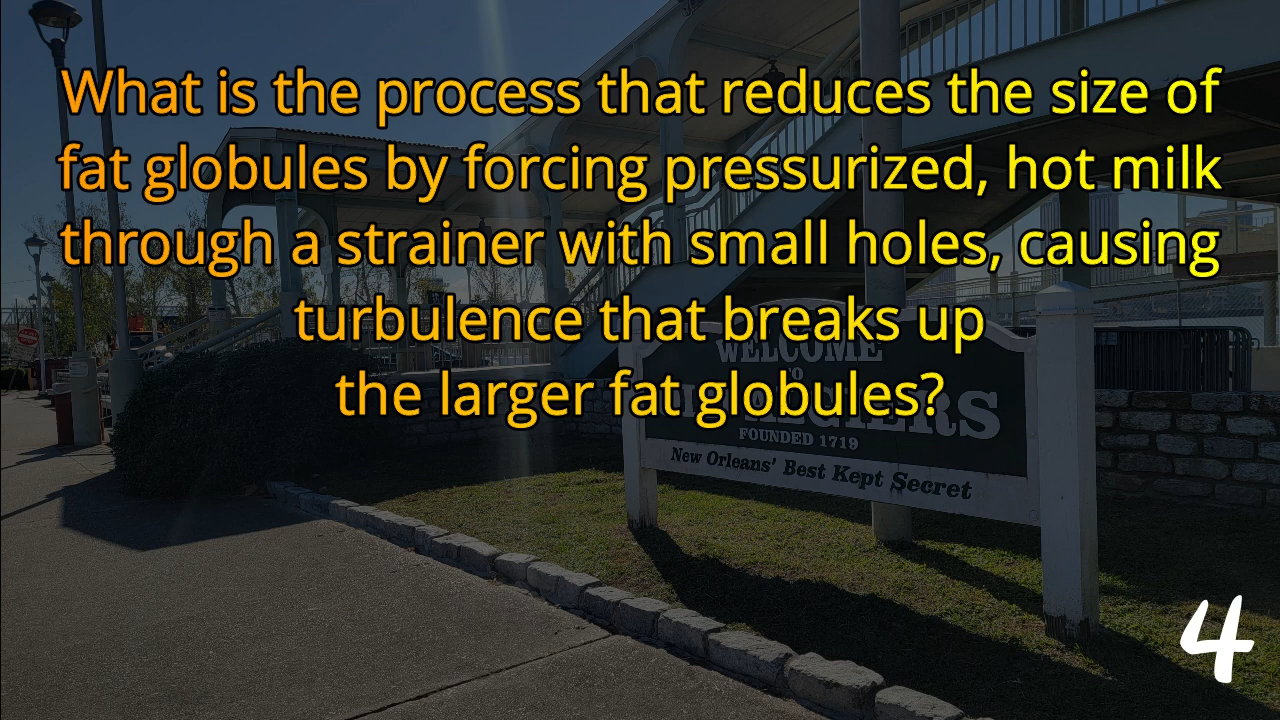 What is the process that reduces the size of
fat globules by forcing pressurized, hot milk
through a strainer with small holes, causing
turbulence that breaks up
the larger fat globules?
WELCOME
TO
FOUNDED 1719
New Orleans' Best Kept Secret
4